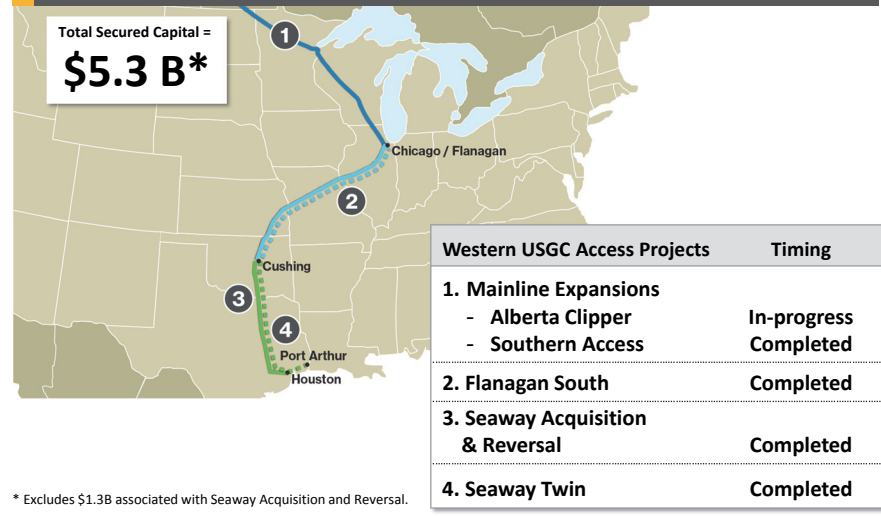 Total Secured Capital =
$5.3 B*
1
Chicago / Flanagan
2
Cushing
3
4
Port Arthur
Houston
Western USGC Access Projects Timing
1. Mainline Expansions
- Alberta Clipper In-progress
- Southern Access Completed
2. Flanagan South Completed
3. Seaway Acquisition
& Reversal Completed
4. Seaway Twin Completed
* Excludes $1.3B associated with Seaway Acquisition and Reversal.